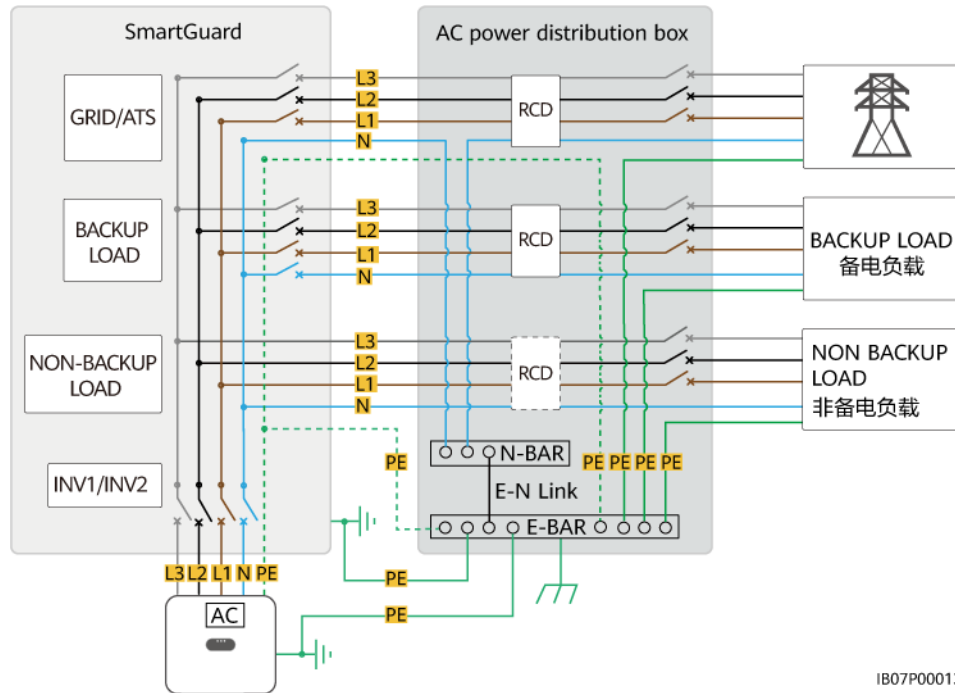 SmartGuard
AC power distribution box
GRID/ATS
L3
L2
L1
N
RCD
BACKUP
LOAD
L3
L2
L1
N
RCD
BACKUP LOAD
备电负载
NON-BACKUP
LOAD
L3
L2
L1
N
RCD
NON BACKUP
LOAD
非备电负载
INV1/INV2
PE
N-BAR
PE
PE
PE
PE
E-N Link
E-BAR
L3
L2
L1
N
PE
PE
PE
AC